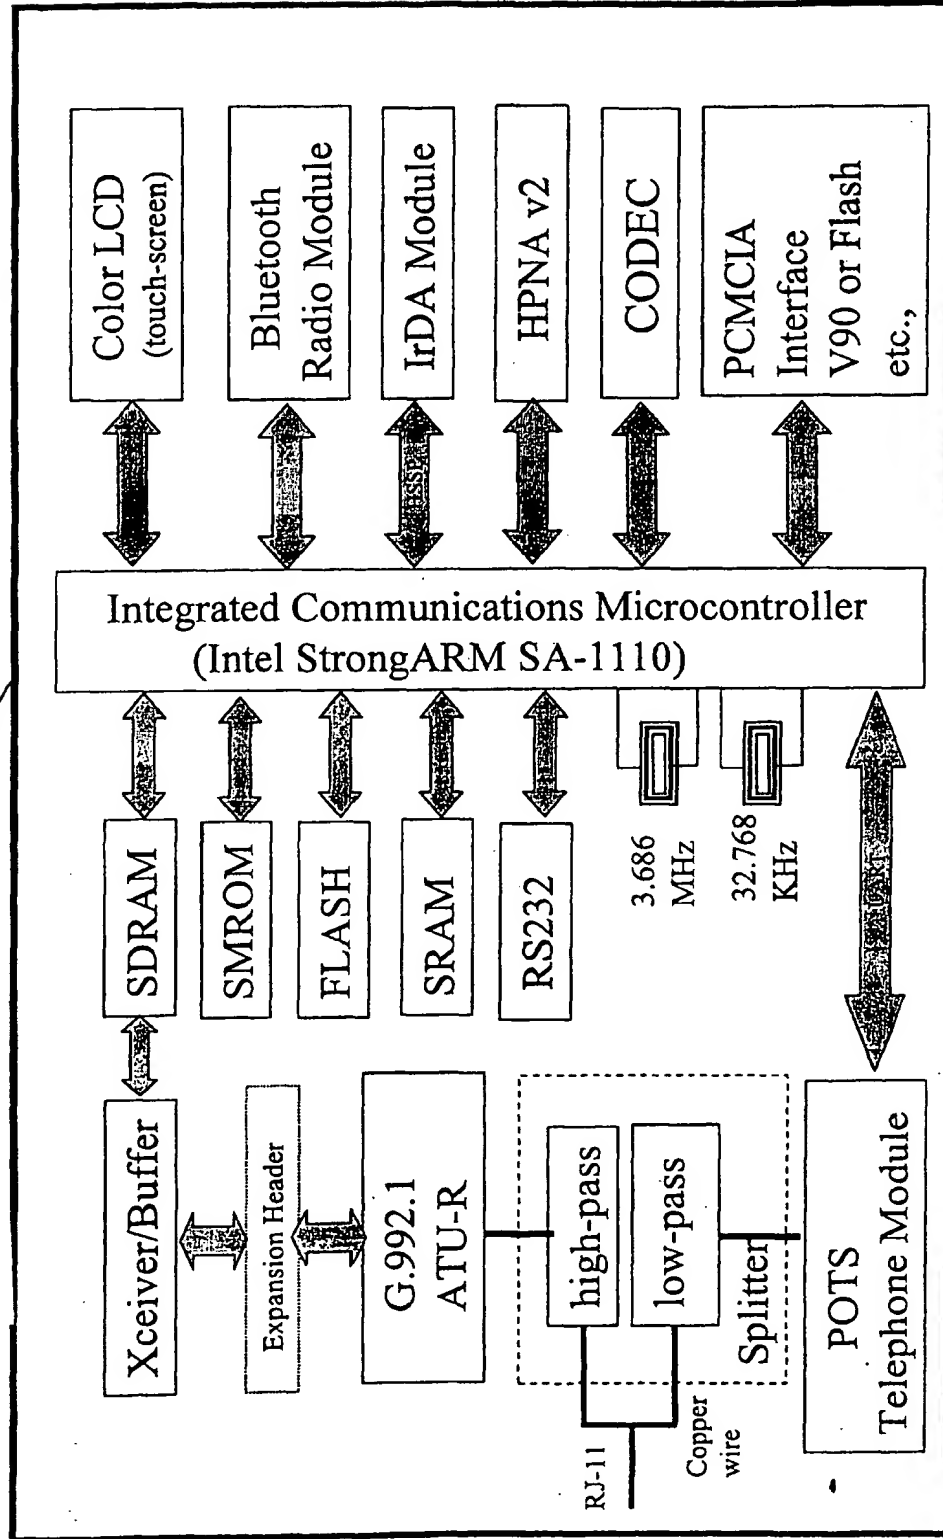 Color LCD
(touch-screen)
Bluetooth
Radio Module
IrDA Module
HPNA v2
CODEC
PCMCIA
Interface
V90 or Flash
etc.,
SSP
Integrated Communications Microcontroller
(Intel StrongARM SA-1110)
SDRAM
SMROM
FLASH
SRAM
RS232
3.686
MHz
32.768
KHz
UART
Xceiver/Buffer
Expansion Header
G.992.1
ATU-R
high-pass
low-pass
Splitter
RJ-11
Copper
wire
POTS
Telephone Module